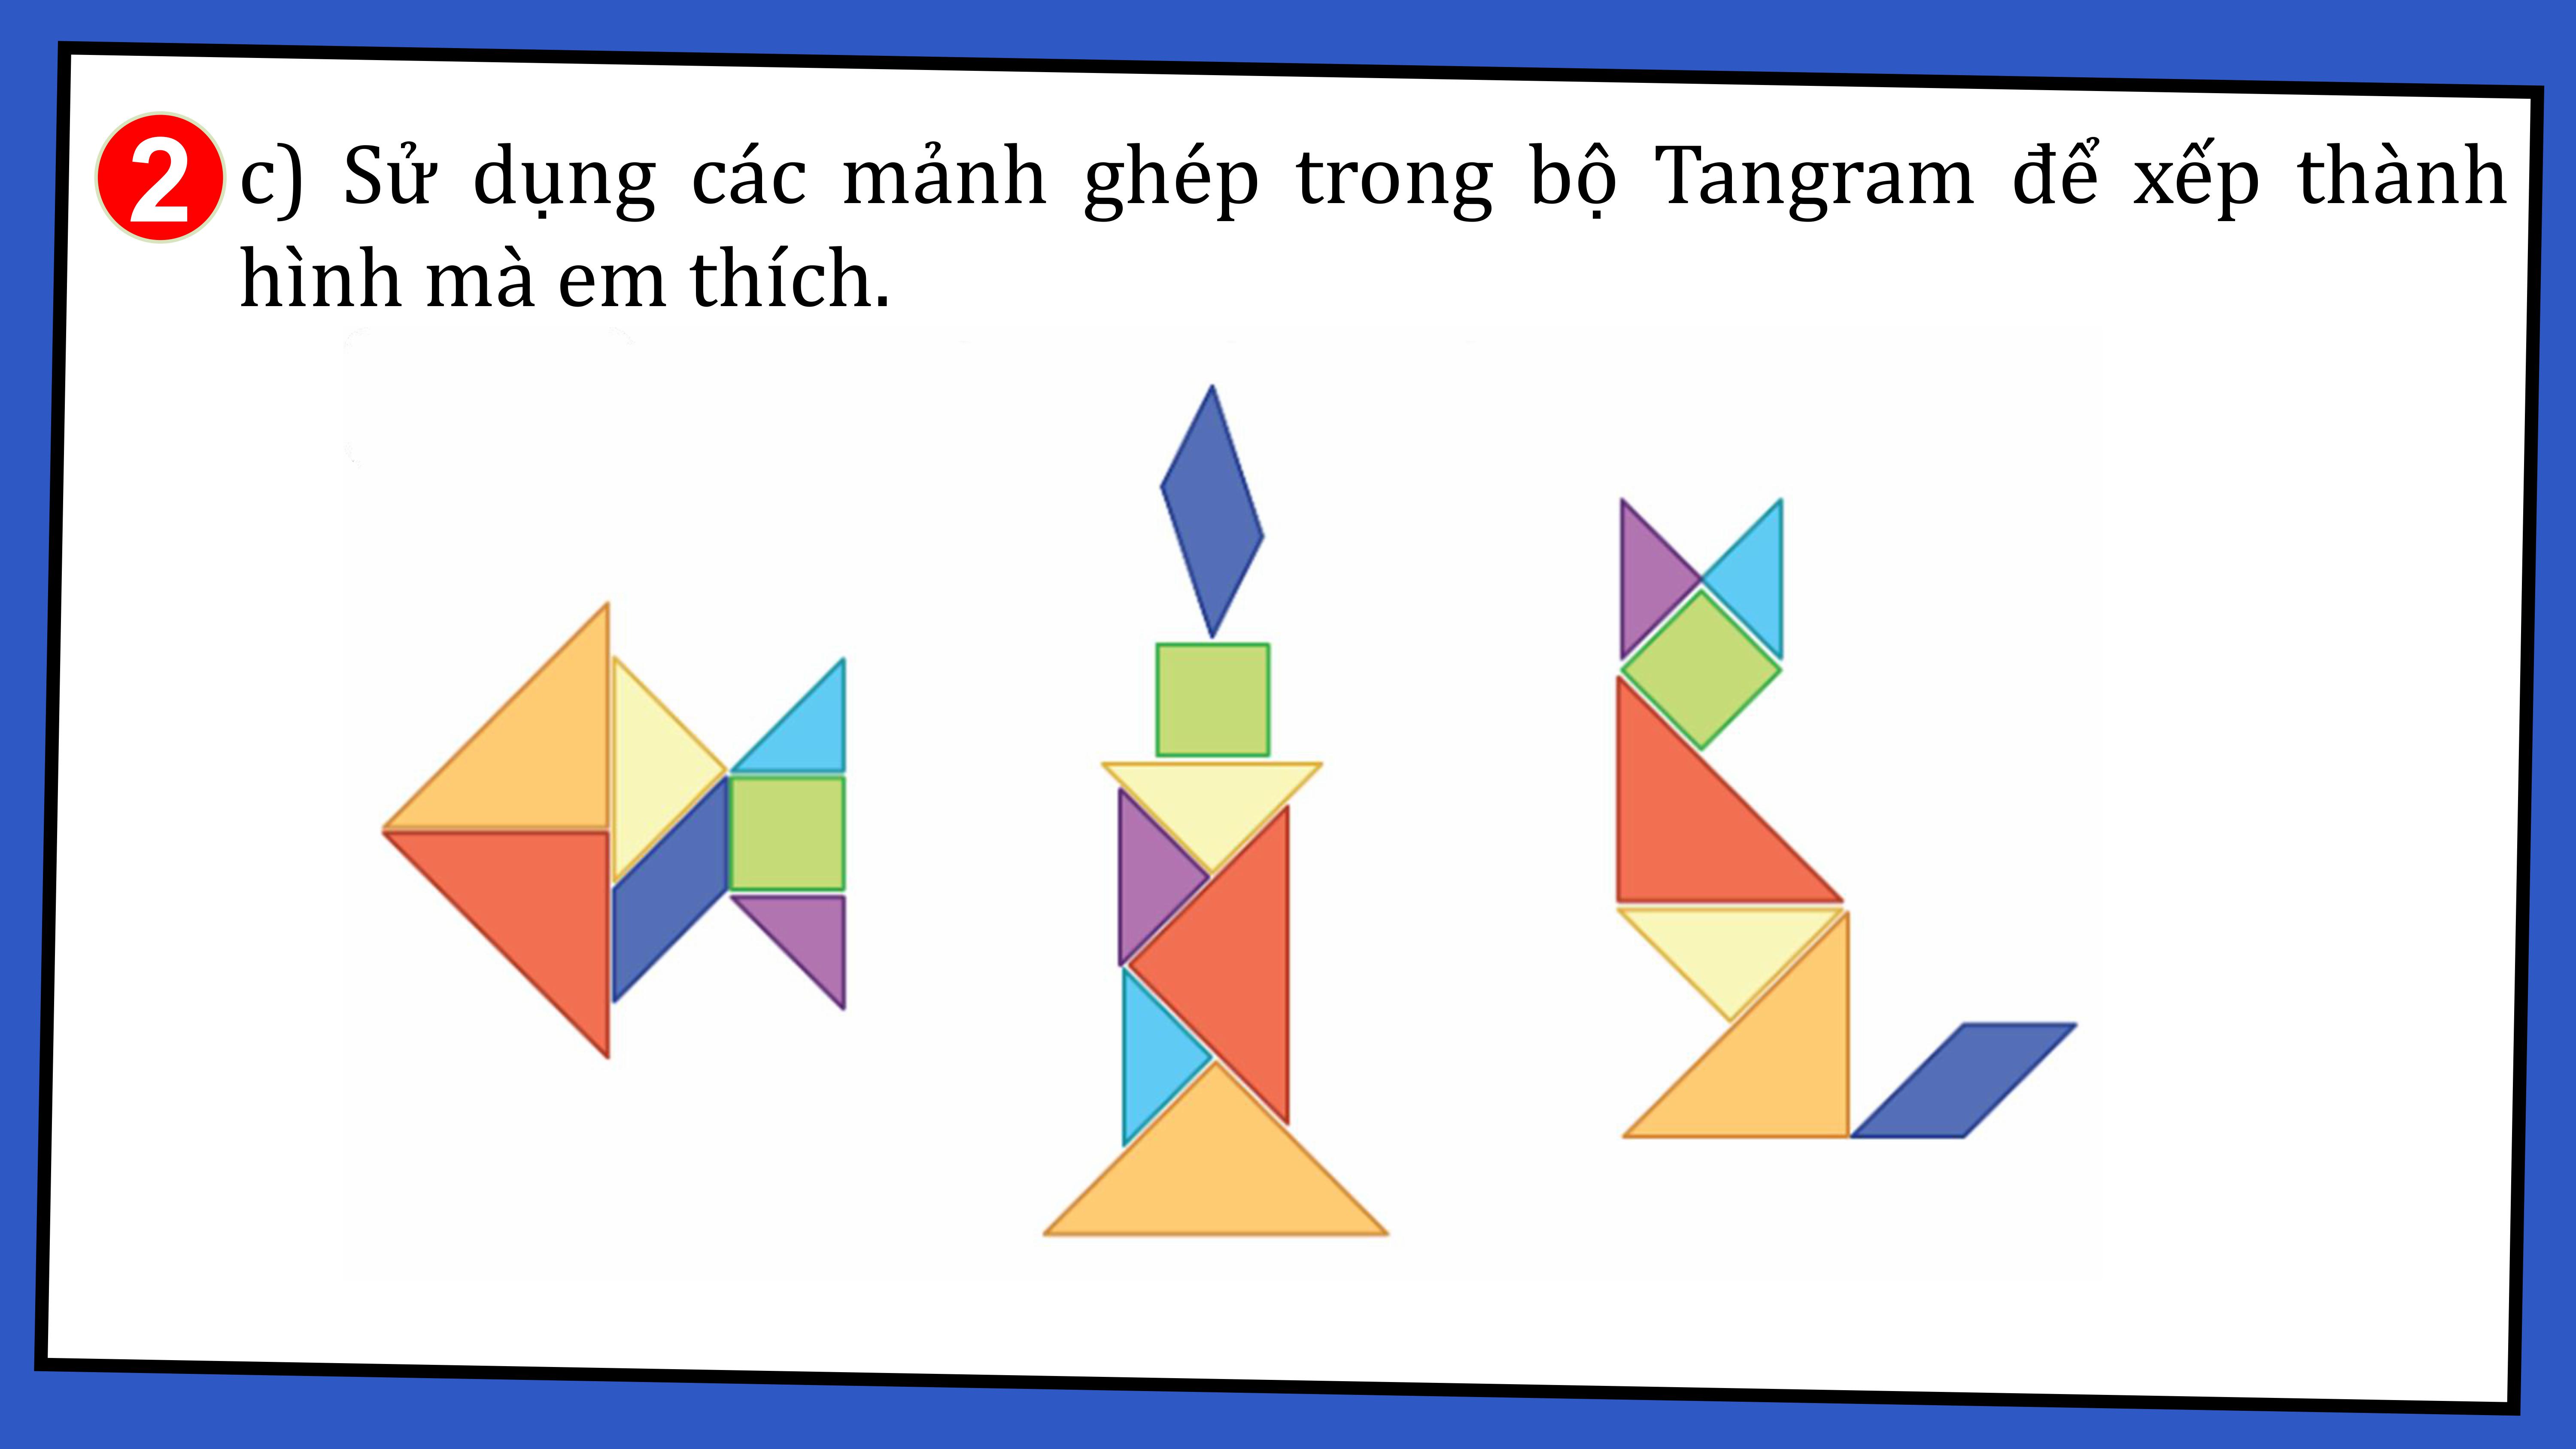 2 c) Sử dụng các mảnh ghép trong bộ Tangram để xếp thành
hình mà em thích.